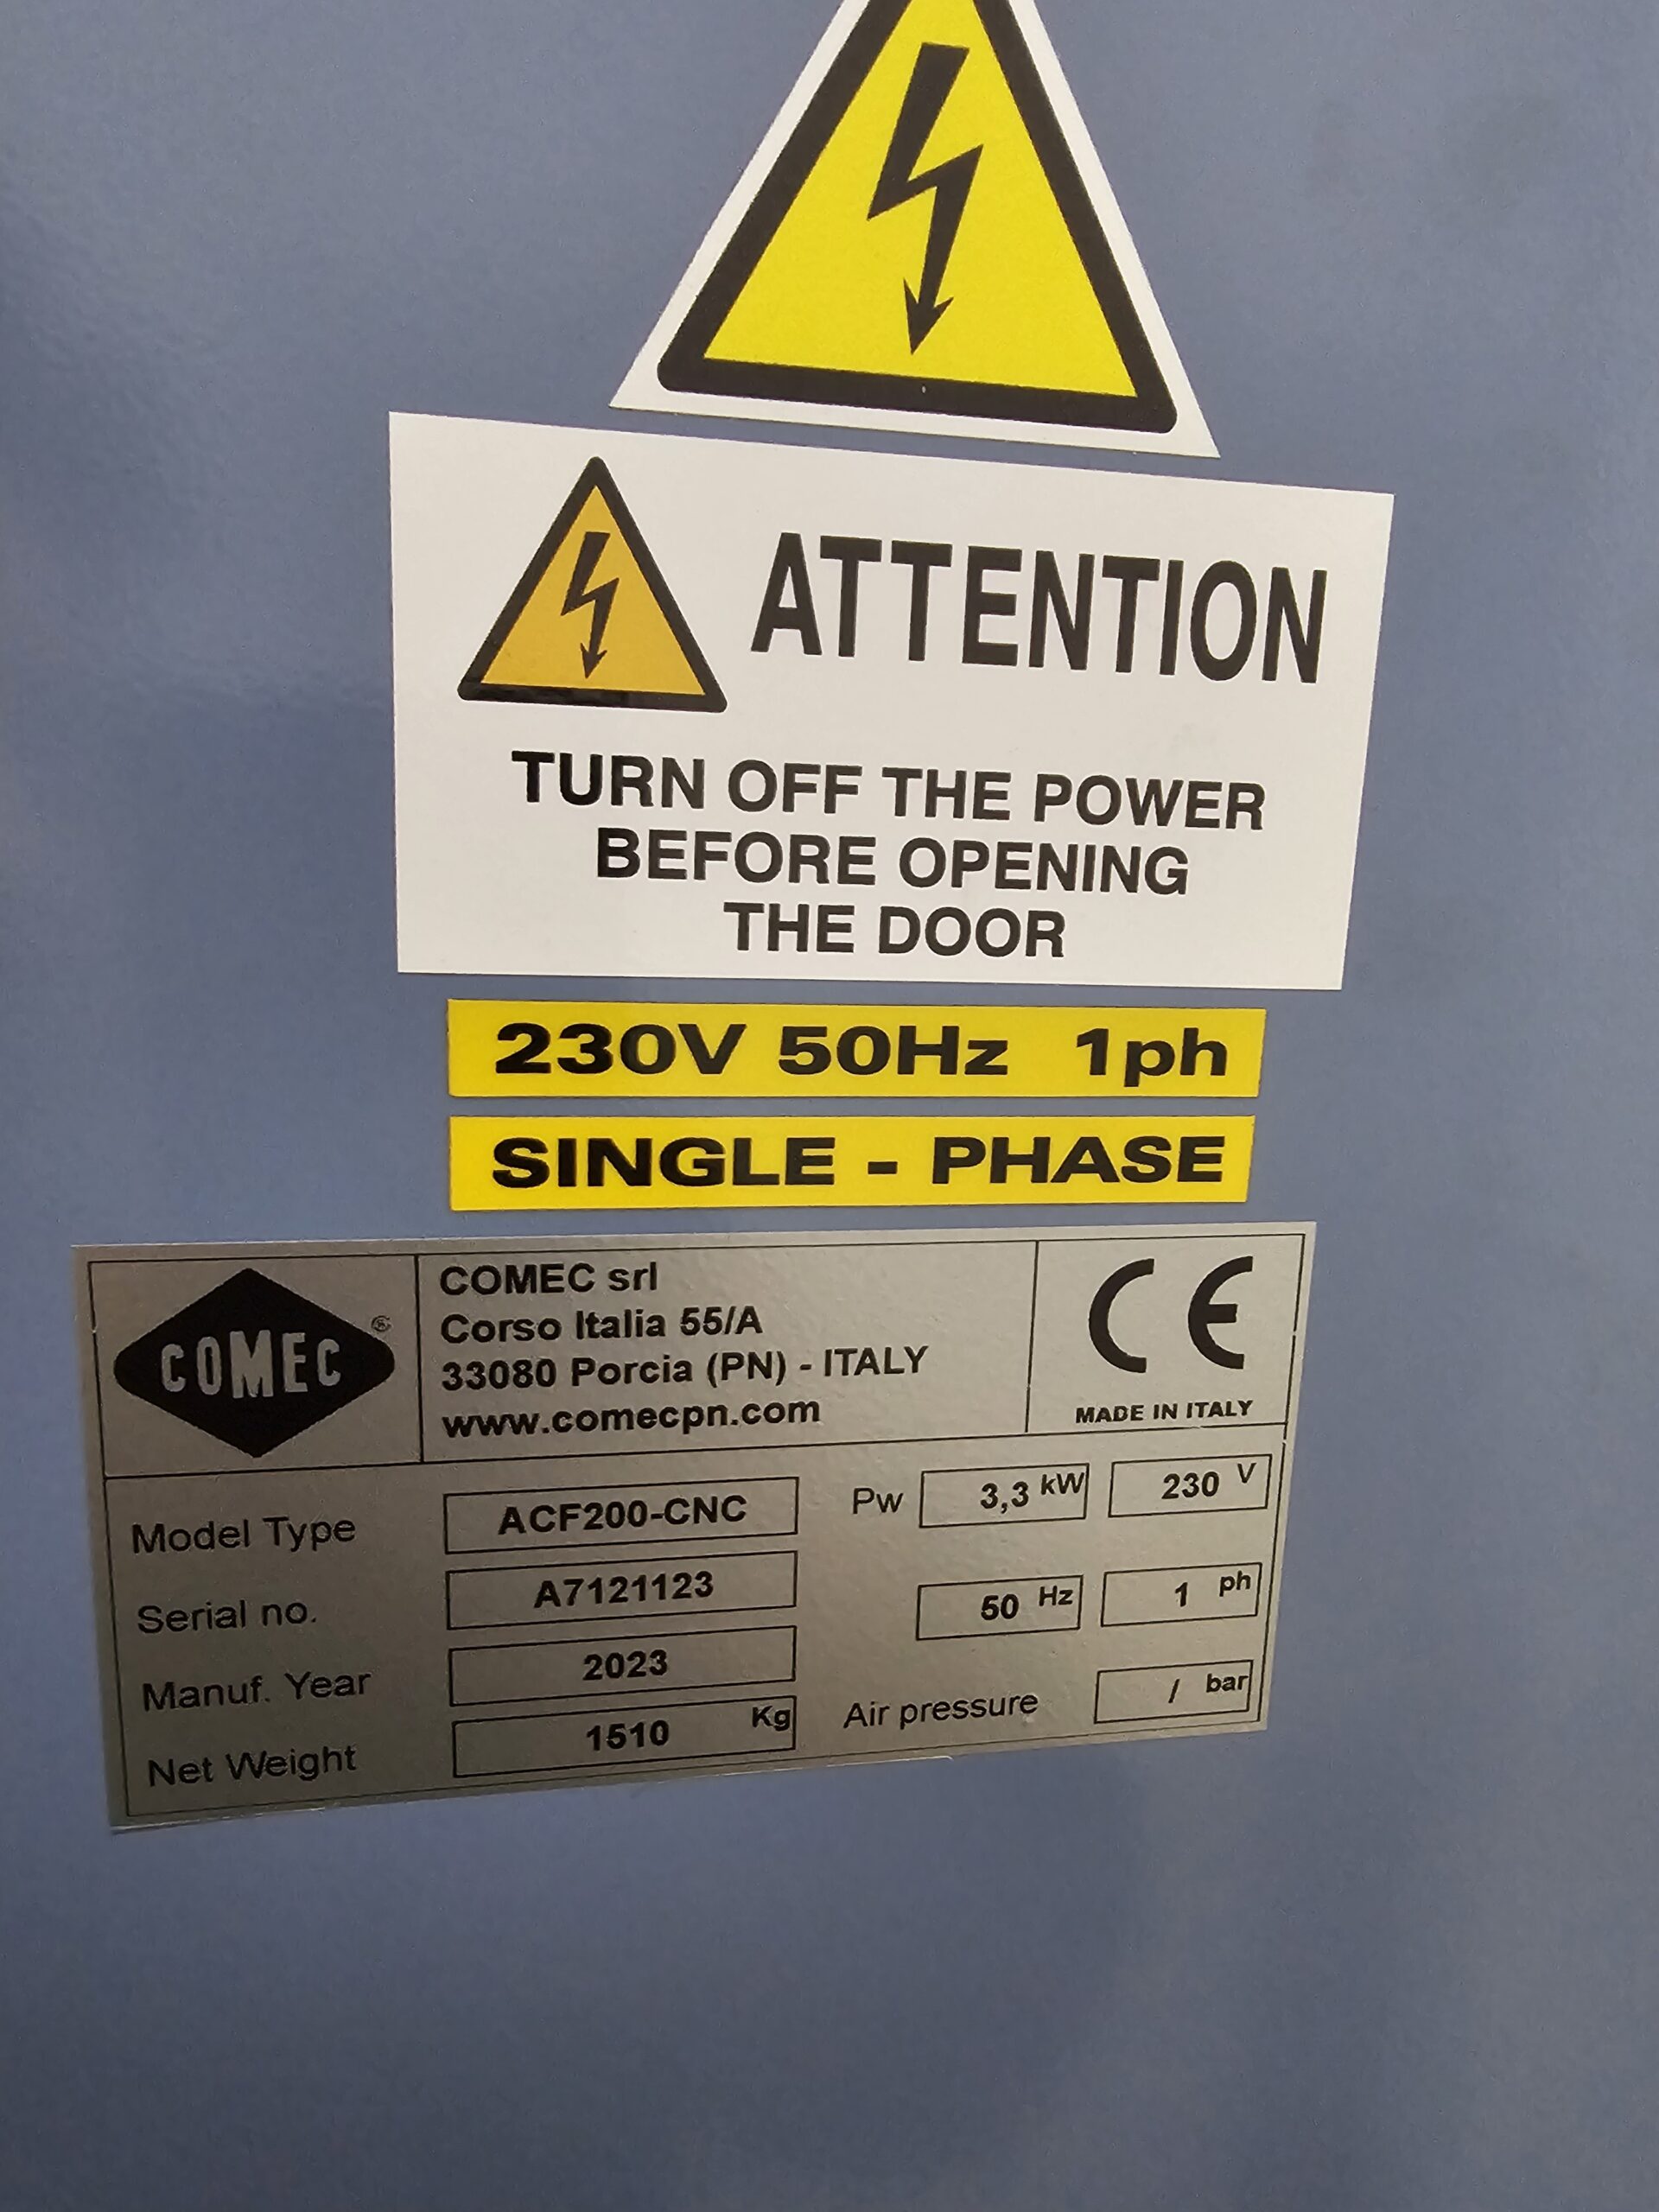 ATTENTION
TURN OFF THE POWER
BEFORE OPENING
THE DOOR
230V 50Hz 1ph
SINGLE - PHASE
COMEC ®
COMEC srl
Corso Italia 55/A
33080 Porcia (PN) - ITALY
www.comecpn.com
CE
MADE IN ITALY
Model Type ACF200-CNC
Pw 3,3 kW 230 V
Serial no. A7121123
50 Hz 1 ph
Manuf. Year 2023
Net Weight 1510 Kg
Air pressure / bar